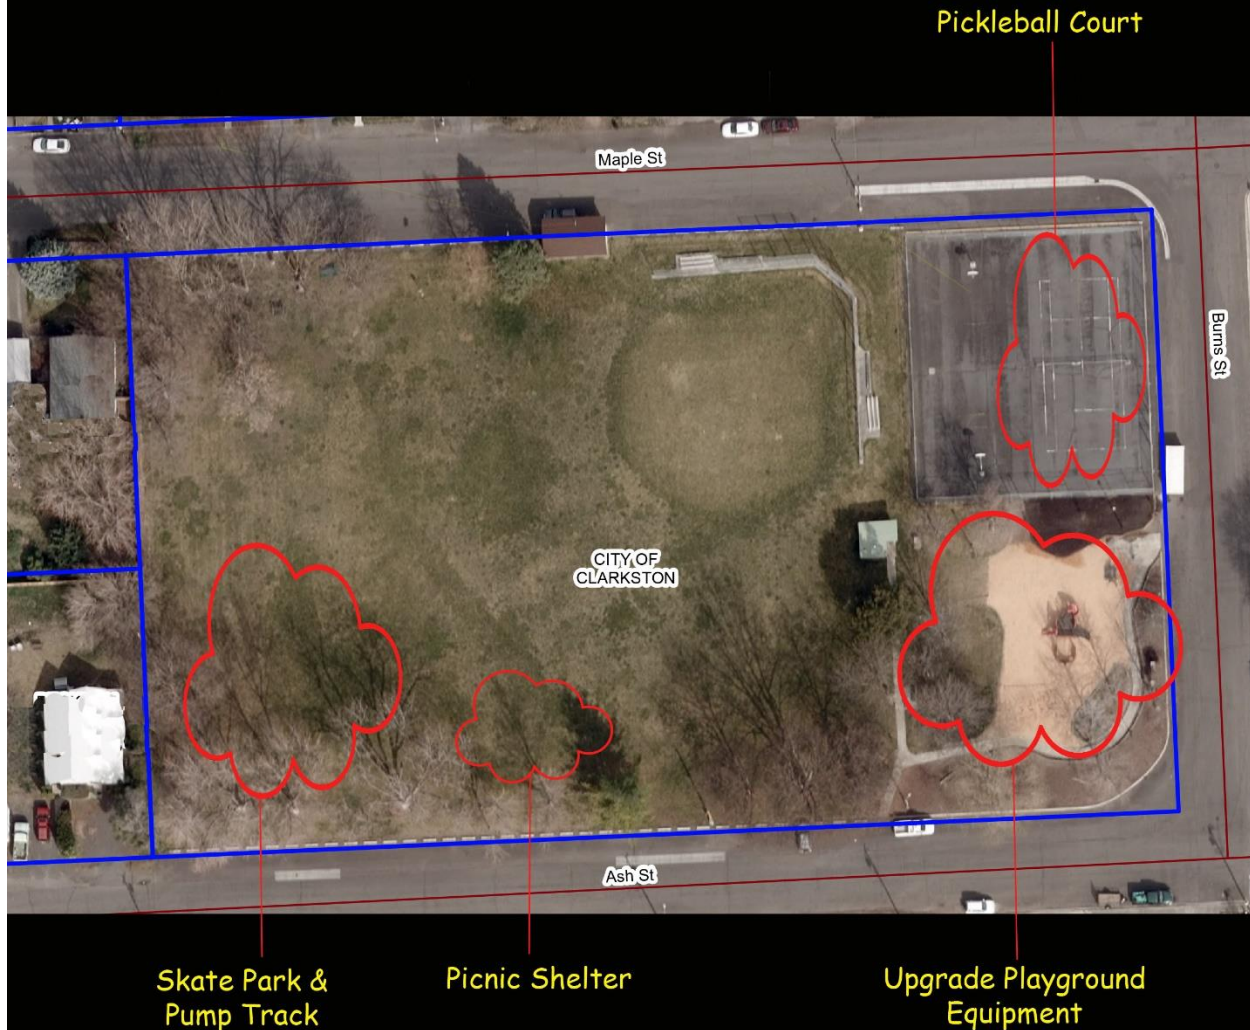 Pickleball Court
Maple St
Burns St
CITY OF
CLARKSTON
Ash St
Skate Park &
Pump Track
Picnic Shelter
Upgrade Playground
Equipment